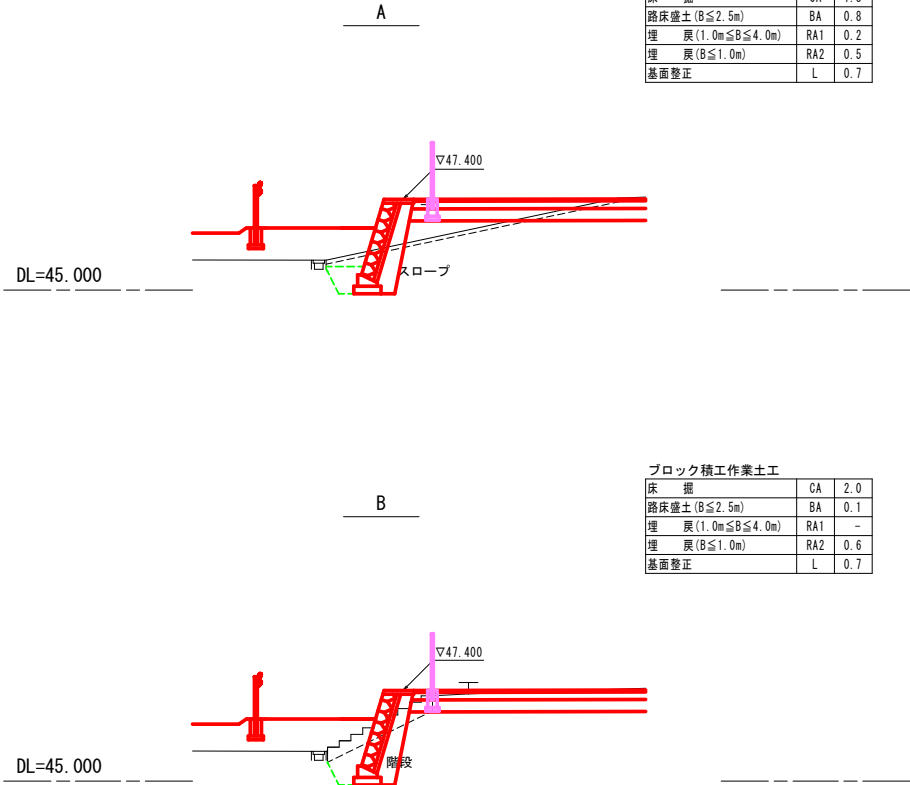 A
路床盛土(B≦2.5m) BA 0.8
埋 戻(1.0m≦B≦4.0m) RA1 0.2
埋 戻(B≦1.0m) RA2 0.5
基面整正 L 0.7
▽47.400
スロープ
DL=45.000
ブロック積工作業土工
床 掘 CA 2.0
B
路床盛土(B≦2.5m) BA 0.1
埋 戻(1.0m≦B≦4.0m) RA1 -
埋 戻(B≦1.0m) RA2 0.6
基面整正 L 0.7
▽47.400
階段
DL=45.000